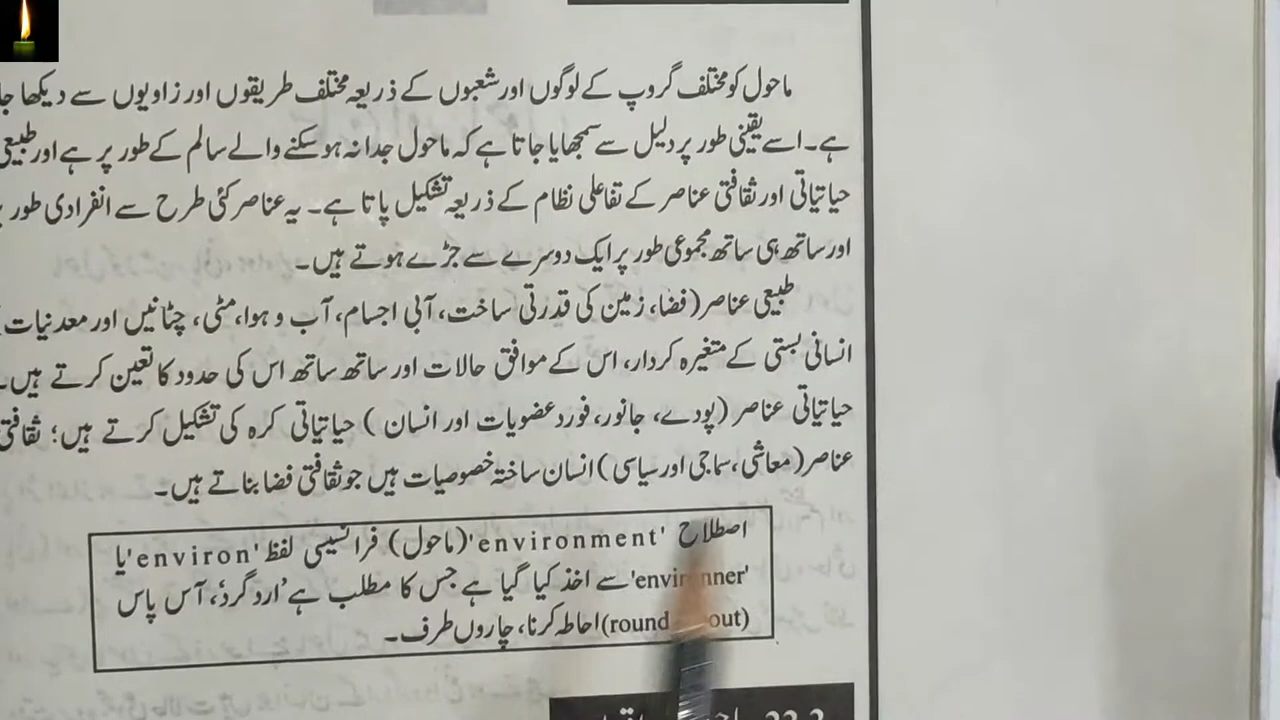 ماحول کو مختلف گروپ کے لوگوں اور شعبوں کے ذریعہ مختلف طریقوں اور زاویوں سے دیکھا
ہے۔ اسے یقینی طور پر دلیل سے سمجھایا جاتا ہے کہ ماحول جدا نہ ہو سکنے والے سالم کے طور پر ہے اور طبیعی
حیاتیاتی اور ثقافتی عناصر کے تفاعلی نظام کے ذریعہ تشکیل پاتا ہے۔ یہ عناصر کئی طرح سے انفرادی طور
اور ساتھ ہی ساتھ مجموعی طور پر ایک دوسرے سے جڑے ہوتے ہیں۔
طبیعی عناصر (فضا، زمین کی قدرتی ساخت، آبی اجسام، آب و ہوا، مٹی، چٹانیں اور معدنیات
انسانی بستی کے متغیرہ کردار، اس کے موافق حالات اور ساتھ ساتھ اس کی حدود کا تعین کرتے ہیں۔
حیاتیاتی عناصر (پودے، جانور، خورد عضویات اور انسان) حیاتیاتی کرہ کی تشکیل کرتے ہیں؛ ثقافتی
عناصر (معاشی، سماجی اور سیاسی) انسان ساختہ خصوصیات ہیں جو ثقافتی فضا بناتے ہیں۔
اصطلاح 'environment' (ماحول) فرانسیسی لفظ 'environ' یا
سے اخذ کیا گیا ہے جس کا مطلب ہے 'ارد گرد'، آس پاس
(round احاطہ کرنا، چاروں طرف۔
22.2